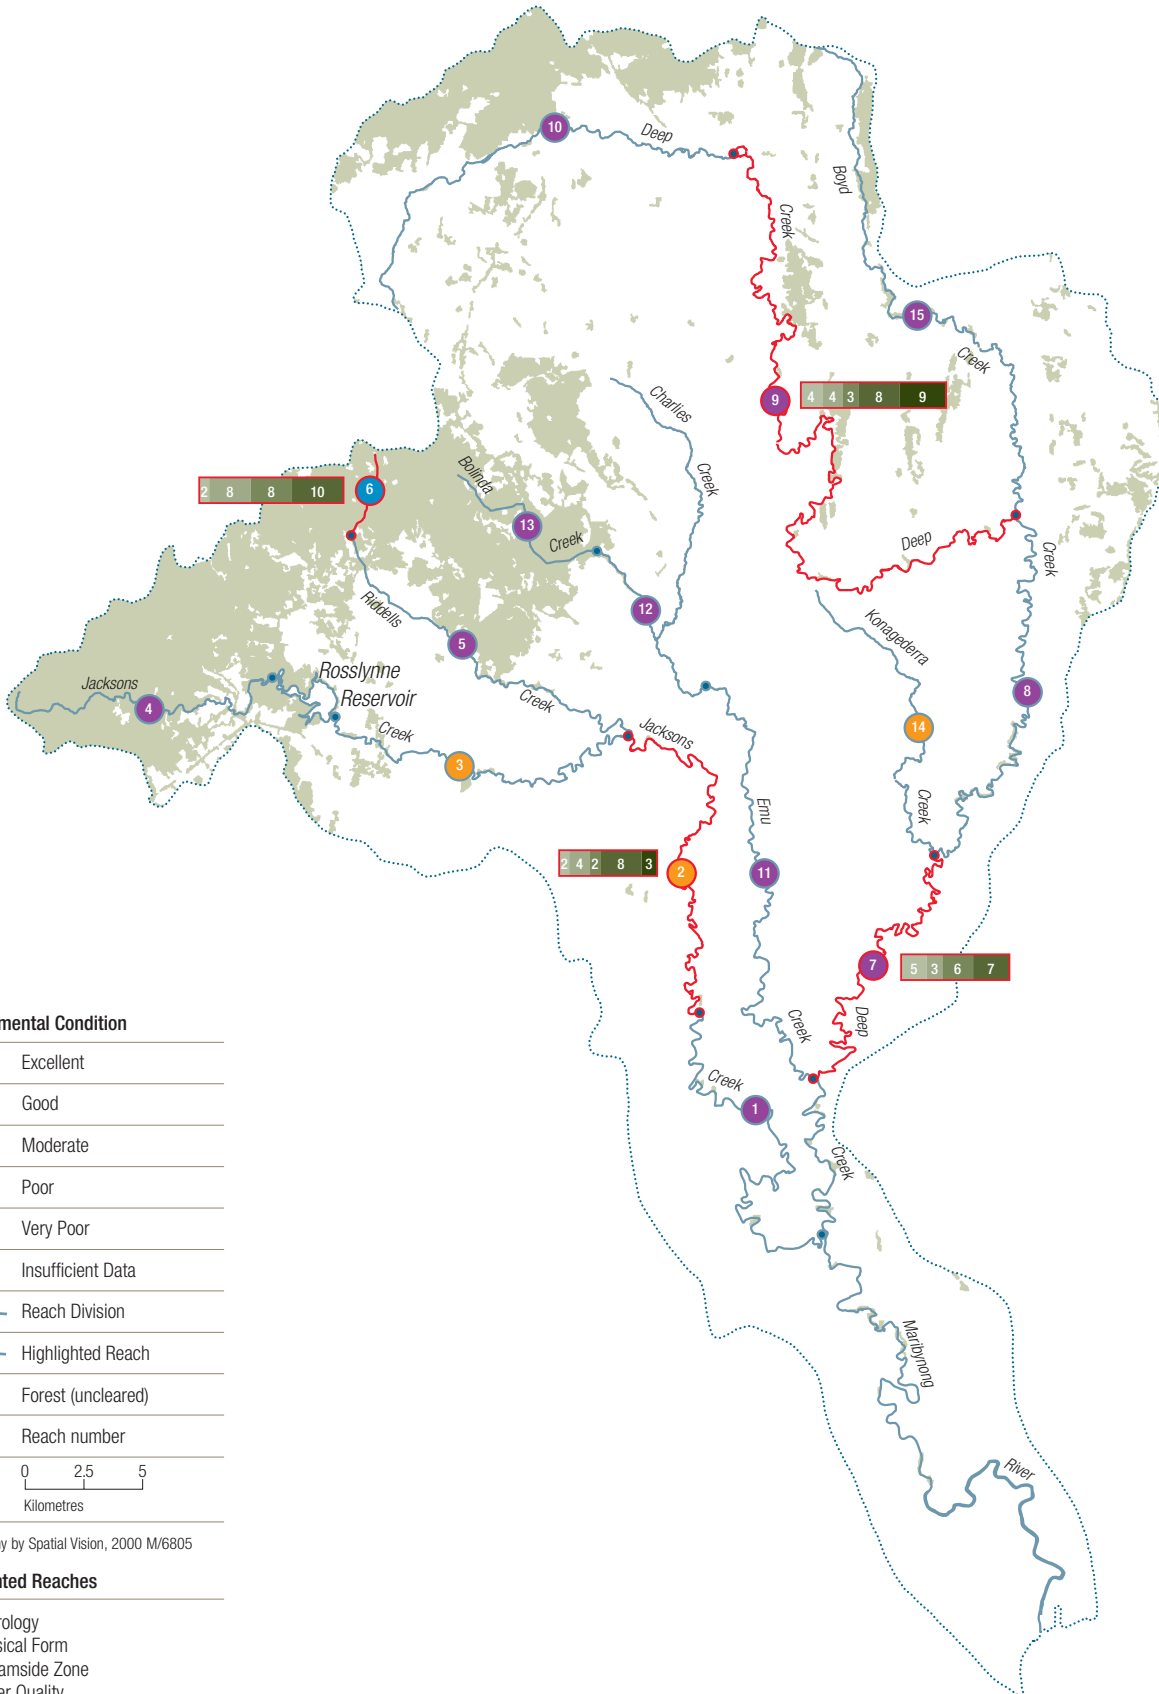 10
Deep
Boyd
Creek
15
Creek
9
4 4 3 8 9
Charlies
Creek
Bolinda
6
2 8 8 10
13
Creek
Deep
Creek
12
Riddells
Konagederra
5
Rosslynne
Reservoir
Jacksons
4
Creek
Jacksons
8
14
Creek
3
Emu
Creek
2 4 2 8 3
2
11
7
5 3 6 7
Creek
Deep
mental Condition
Excellent
Creek
1
Good
Moderate
Creek
Poor
Very Poor
Insufficient Data
Reach Division
Highlighted Reach
Maribynong
Forest (uncleared)
Reach number
0 2.5 5
Kilometres
River
y by Spatial Vision, 2000 M/6805
ted Reaches
rology
sical Form
amside Zone
er Quality